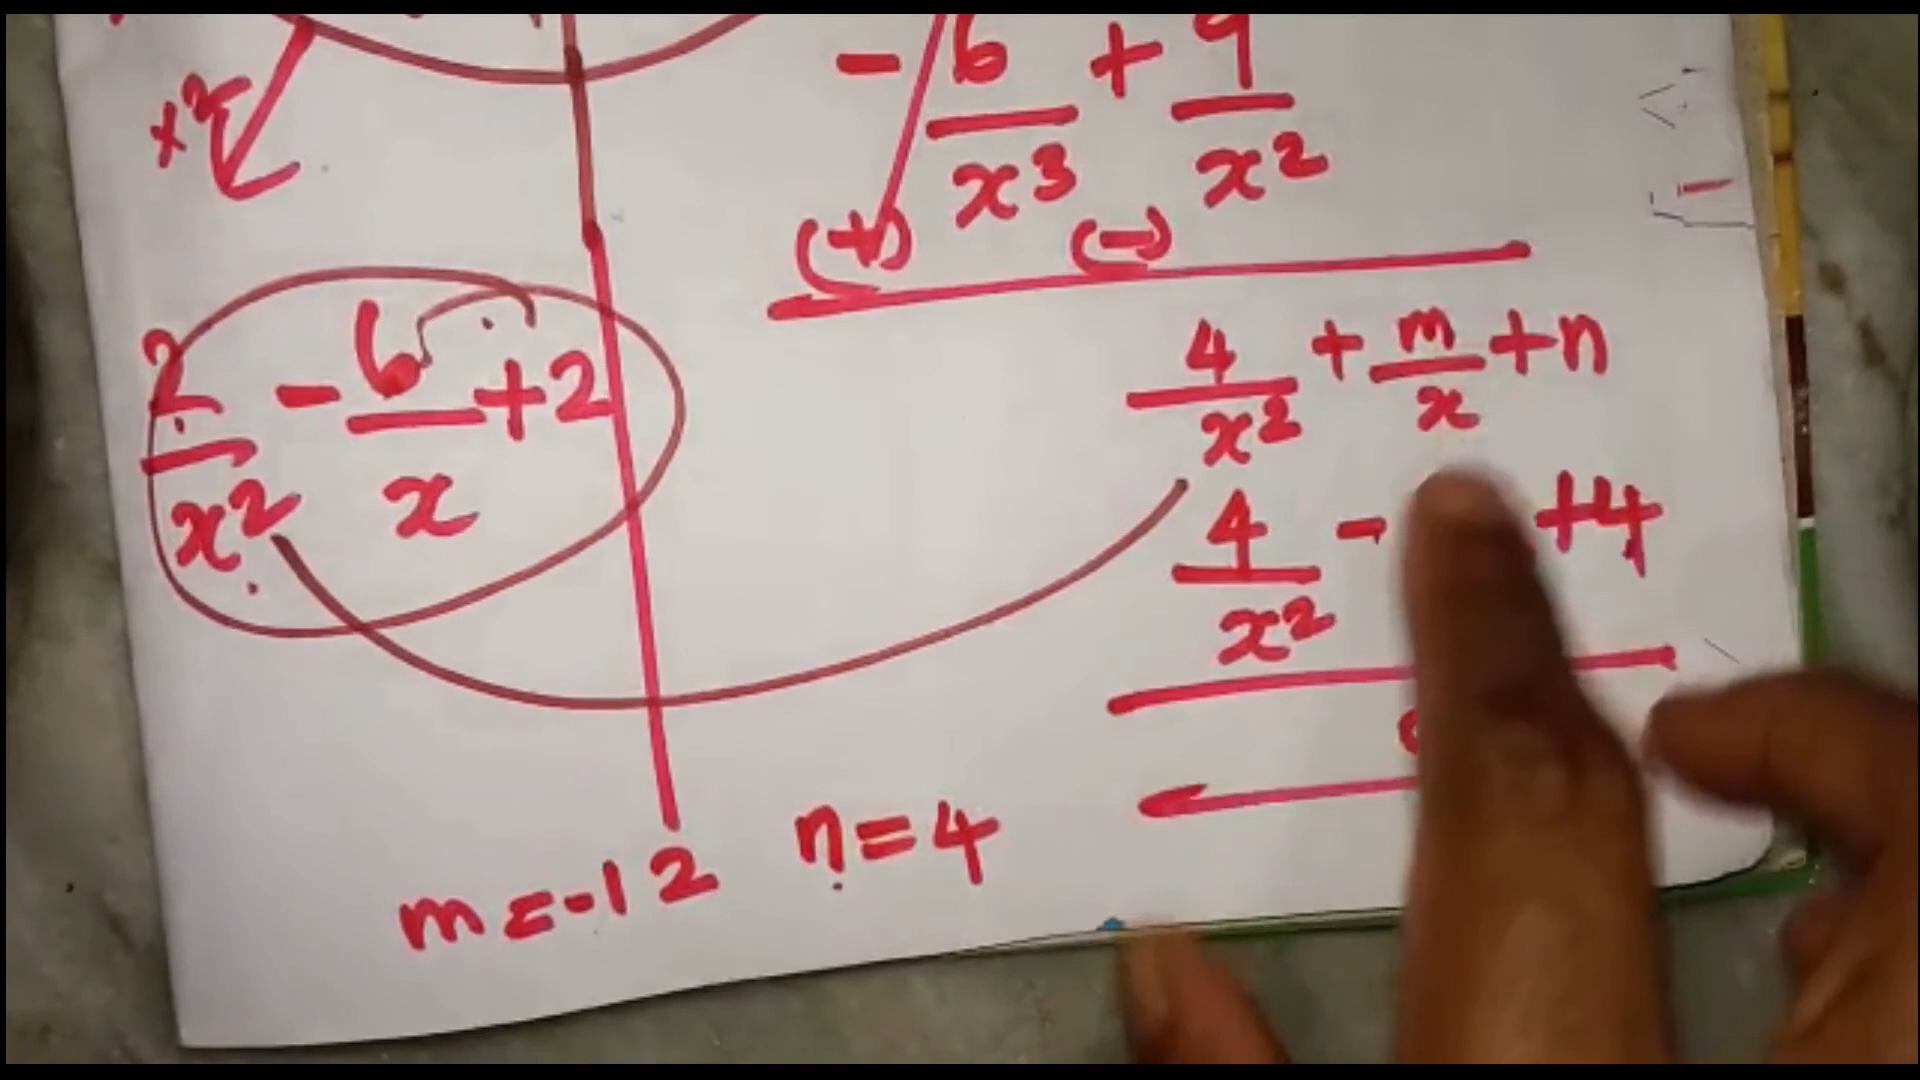 - 6/x³ + 9/x²
x2
(+) (-)
2/x² - 6/x + 2
4/x² + m/x + n
4/x² - +4
m=-12 n=4